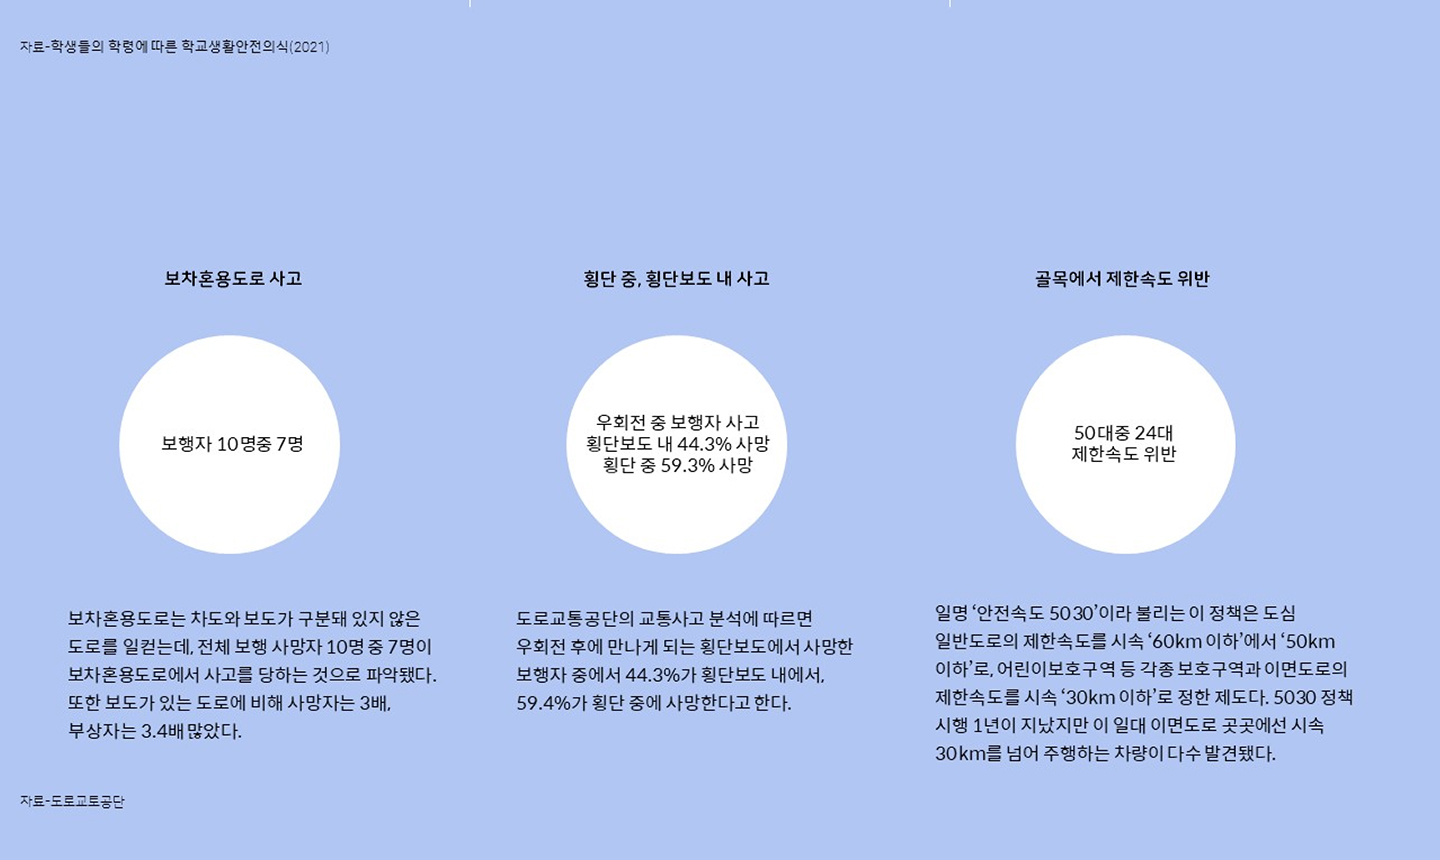 자료-학생들의 학령에 따른 학교생활안전의식(2021)
보차혼용도로 사고
보행자 10명중 7명
보차혼용도로는 차도와 보도가 구분돼 있지 않은
도로를 일컫는데, 전체 보행 사망자 10명 중 7명이
보차혼용도로에서 사고를 당하는 것으로 파악됐다.
또한 보도가 있는 도로에 비해 사망자는 3배,
부상자는 3.4배 많았다.
횡단 중, 횡단보도 내 사고
우회전 중 보행자 사고
횡단보도 내 44.3% 사망
횡단 중 59.3% 사망
도로교통공단의 교통사고 분석에 따르면
우회전 후에 만나게 되는 횡단보도에서 사망한
보행자 중에서 44.3%가 횡단보도 내에서,
59.4%가 횡단 중에 사망한다고 한다.
골목에서 제한속도 위반
50대중 24대
제한속도 위반
일명 ‘안전속도 5030’이라 불리는 이 정책은 도심
일반도로의 제한속도를 시속 ‘60km 이하’에서 ‘50km
이하’로, 어린이보호구역 등 각종 보호구역과 이면도로의
제한속도를 시속 ‘30km 이하’로 정한 제도다. 5030 정책
시행 1년이 지났지만 이 일대 이면도로 곳곳에선 시속
30km를 넘어 주행하는 차량이 다수 발견됐다.
자료-도로교토공단